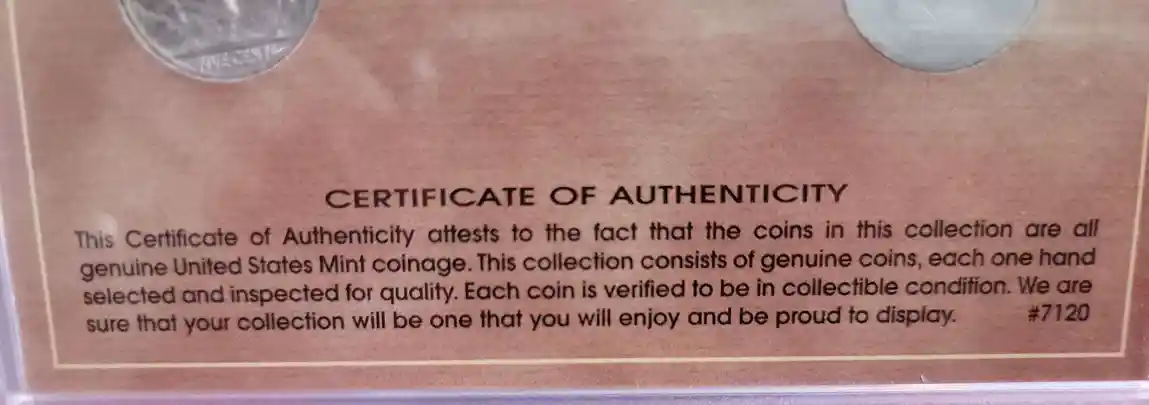 FIVE CENTS
CERTIFICATE OF AUTHENTICITY
This Certificate of Authenticity attests to the fact that the coins in this collection are all
genuine United States Mint coinage. This collection consists of genuine coins, each one hand
selected and inspected for quality. Each coin is verified to be in collectible condition. We are
sure that your collection will be one that you will enjoy and be proud to display. #7120